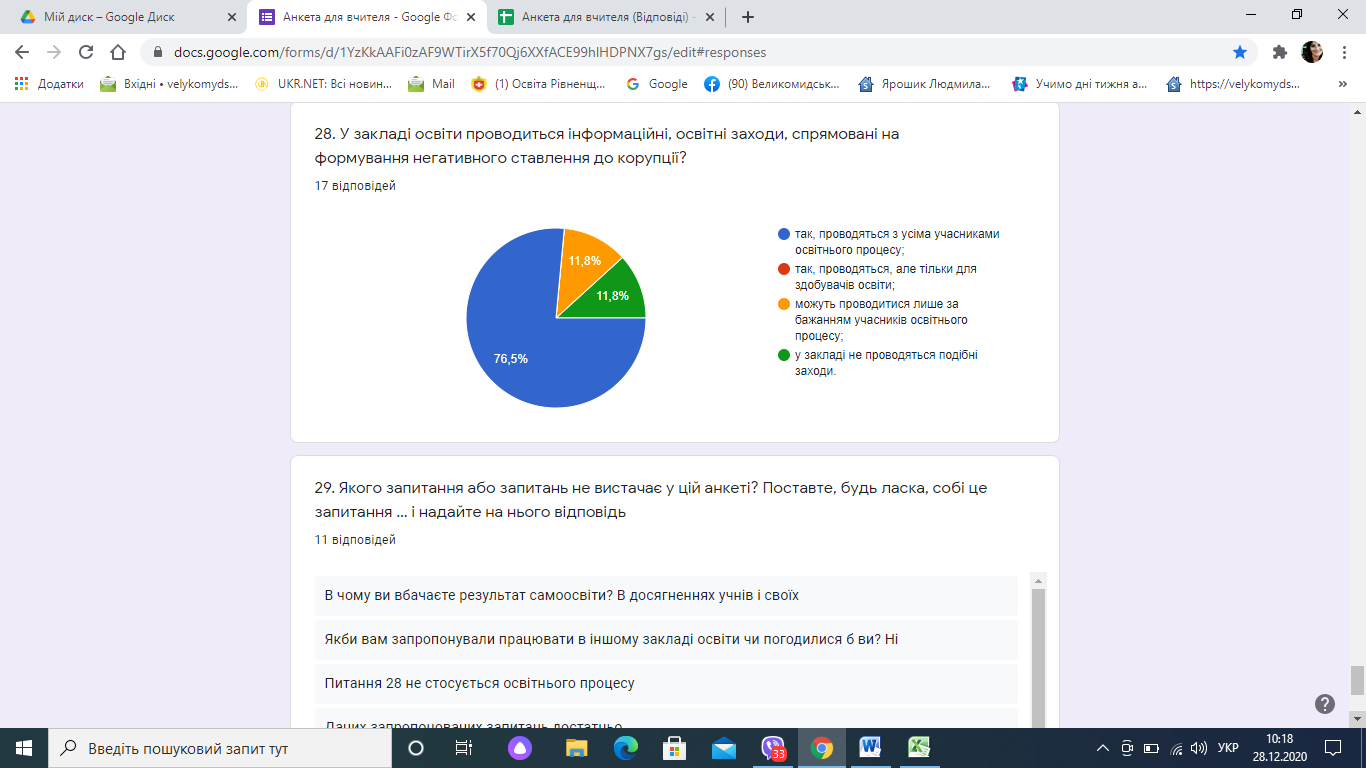 Мій диск – Google Диск
Анкета для вчителя - Google Фо
Анкета для вчителя (Відповіді) -
docs.google.com/forms/d/1YzKkAAFi0zAF9WTirX5f70Qj6XXfACE99hlHDPNX7gs/edit#responses
Додатки
Вхідні • velykomyds...
UKR.NET: Всі новин...
Mail
(1) Освіта Рівненщ...
Google
(90) Великомидськ...
Ярошик Людмила...
Учимо дні тижня а...
https://velykomyds...
»
28. У закладі освіти проводиться інформаційні, освітні заходи, спрямовані на
формування негативного ставлення до корупції?
17 відповідей
11,8%
11,8%
76,5%
так, проводяться з усіма учасниками
освітнього процесу;
так, проводяться, але тільки для
здобувачів освіти;
можуть проводитися лише за
бажанням учасників освітнього
процесу;
у закладі не проводяться подібні
заходи.
29. Якого запитання або запитань не вистачає у цій анкеті? Поставте, будь ласка, собі це
запитання ... і надайте на нього відповідь
11 відповідей
В чому ви вбачаєте результат самоосвіти? В досягненнях учнів і своїх
Якби вам запропонували працювати в іншому закладі освіти чи погодилися б ви? Ні
Питання 28 не стосується освітнього процесу
Даних запропонованих запитань достатньо
Введіть пошуковий запит тут
33
УКР
10:18
28.12.2020